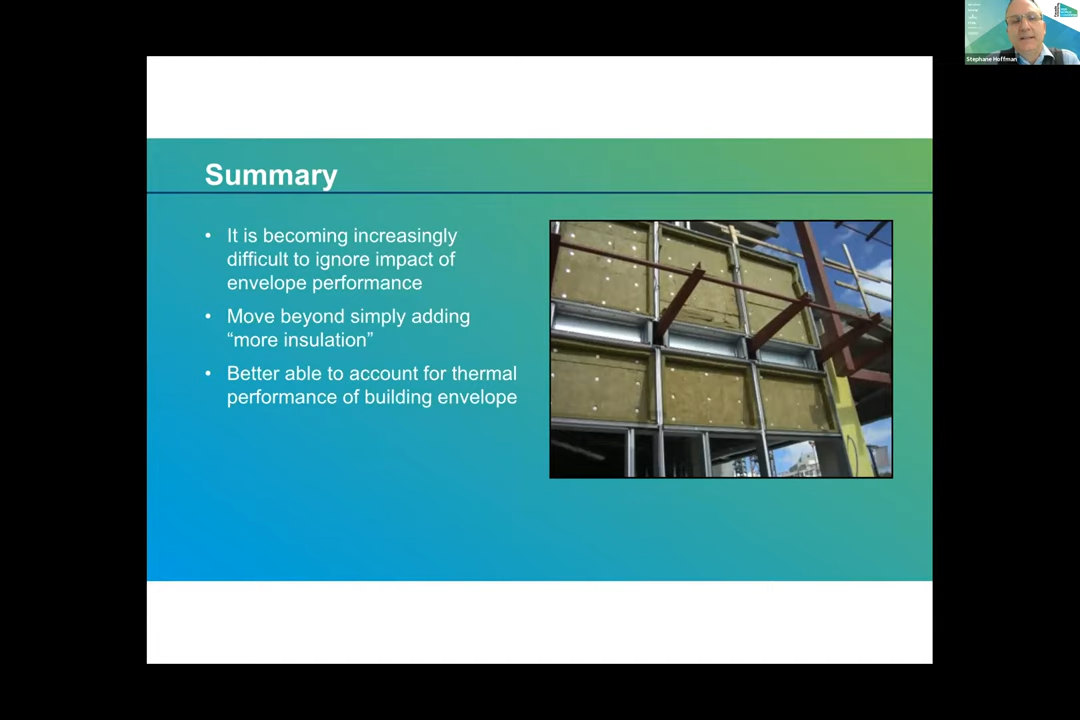 Stephane Hoffman
Summary
• It is becoming increasingly
difficult to ignore impact of
envelope performance
• Move beyond simply adding
“more insulation”
• Better able to account for thermal
performance of building envelope